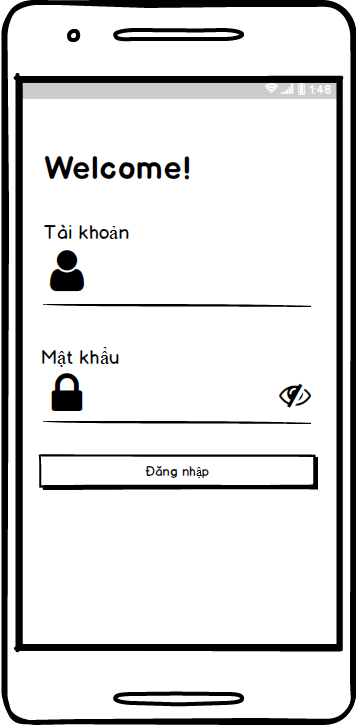 1:48
Welcome!
Tài khoản
Mật khẩu
Đăng nhập